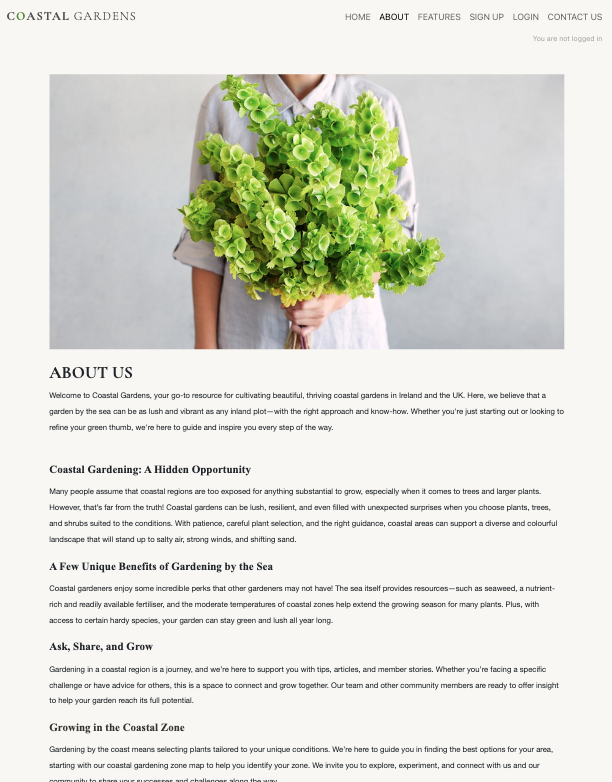 COASTAL GARDENS
HOME ABOUT FEATURES SIGN UP LOGIN CONTACT US
You are not logged in
ABOUT US
Welcome to Coastal Gardens, your go-to resource for cultivating beautiful, thriving coastal gardens in Ireland and the UK. Here, we believe that a
garden by the sea can be as lush and vibrant as any inland plot—with the right approach and know-how. Whether you're just starting out or looking to
refine your green thumb, we're here to guide and inspire you every step of the way.
Coastal Gardening: A Hidden Opportunity
Many people assume that coastal regions are too exposed for anything substantial to grow, especially when it comes to trees and larger plants.
However, that's far from the truth! Coastal gardens can be lush, resilient, and even filled with unexpected surprises when you choose plants, trees,
and shrubs suited to the conditions. With patience, careful plant selection, and the right guidance, coastal areas can support a diverse and colourful
landscape that will stand up to salty air, strong winds, and shifting sand.
A Few Unique Benefits of Gardening by the Sea
Coastal gardeners enjoy some incredible perks that other gardeners may not have! The sea itself provides resources—such as seaweed, a nutrient-
rich and readily available fertiliser, and the moderate temperatures of coastal zones help extend the growing season for many plants. Plus, with
access to certain hardy species, your garden can stay green and lush all year long.
Ask, Share, and Grow
Gardening in a coastal region is a journey, and we're here to support you with tips, articles, and member stories. Whether you're facing a specific
challenge or have advice for others, this is a space to connect and grow together. Our team and other community members are ready to offer insight
to help your garden reach its full potential.
Growing in the Coastal Zone
Gardening by the coast means selecting plants tailored to your unique conditions. We're here to guide you in finding the best options for your area,
starting with our coastal gardening zone map to help you identify your zone. We invite you to explore, experiment, and connect with us and our
community to share your successes and challenges along the way.